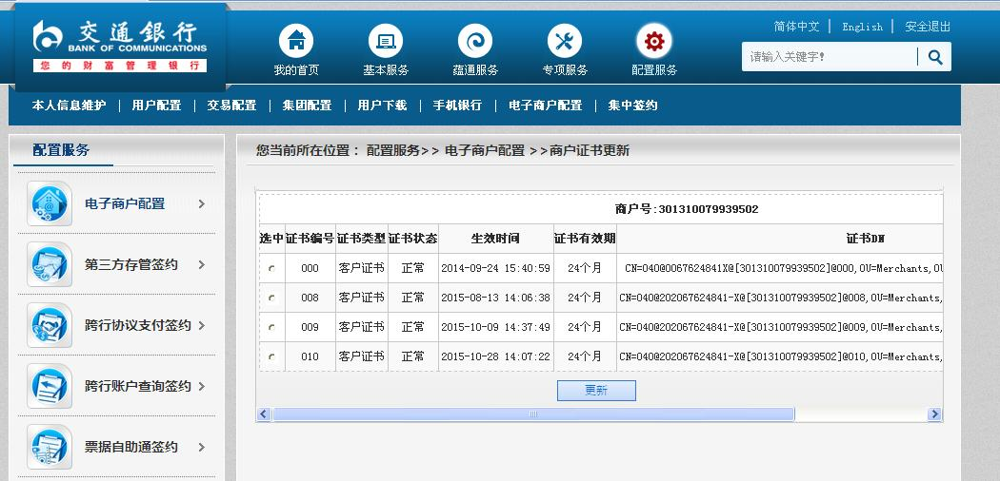 交通銀行
BANK OF COMMUNICATIONS
您的财富管理银行
我的首页 基本服务 蕴通服务 专项服务 配置服务
简体中文 | English | 安全退出
请输入关键字!
本人信息维护 | 用户配置 | 交易配置 | 集团配置 | 用户下载 | 手机银行 | 电子商户配置 | 集中签约
配置服务
电子商户配置
第三方存管签约
跨行协议支付签约
跨行账户查询签约
票据自助通签约
您当前所在位置： 配置服务>> 电子商户配置 >>商户证书更新
商户号:301310079939502
选中 证书编号 证书类型 证书状态 生效时间 证书有效期 证书DN
000 客户证书 正常 2014-09-24 15:40:59 24个月 CN=040@0067624841X@[301310079939502]@000,OU=Merchants,OU
008 客户证书 正常 2015-08-13 14:06:38 24个月 CN=040@202067624841-X@[301310079939502]@008,OU=Merchants,
009 客户证书 正常 2015-10-09 14:37:49 24个月 CN=040@202067624841-X@[301310079939502]@009,OU=Merchants,
010 客户证书 正常 2015-10-28 14:07:22 24个月 CN=040@202067624841-X@[301310079939502]@010,OU=Merchants,
更新